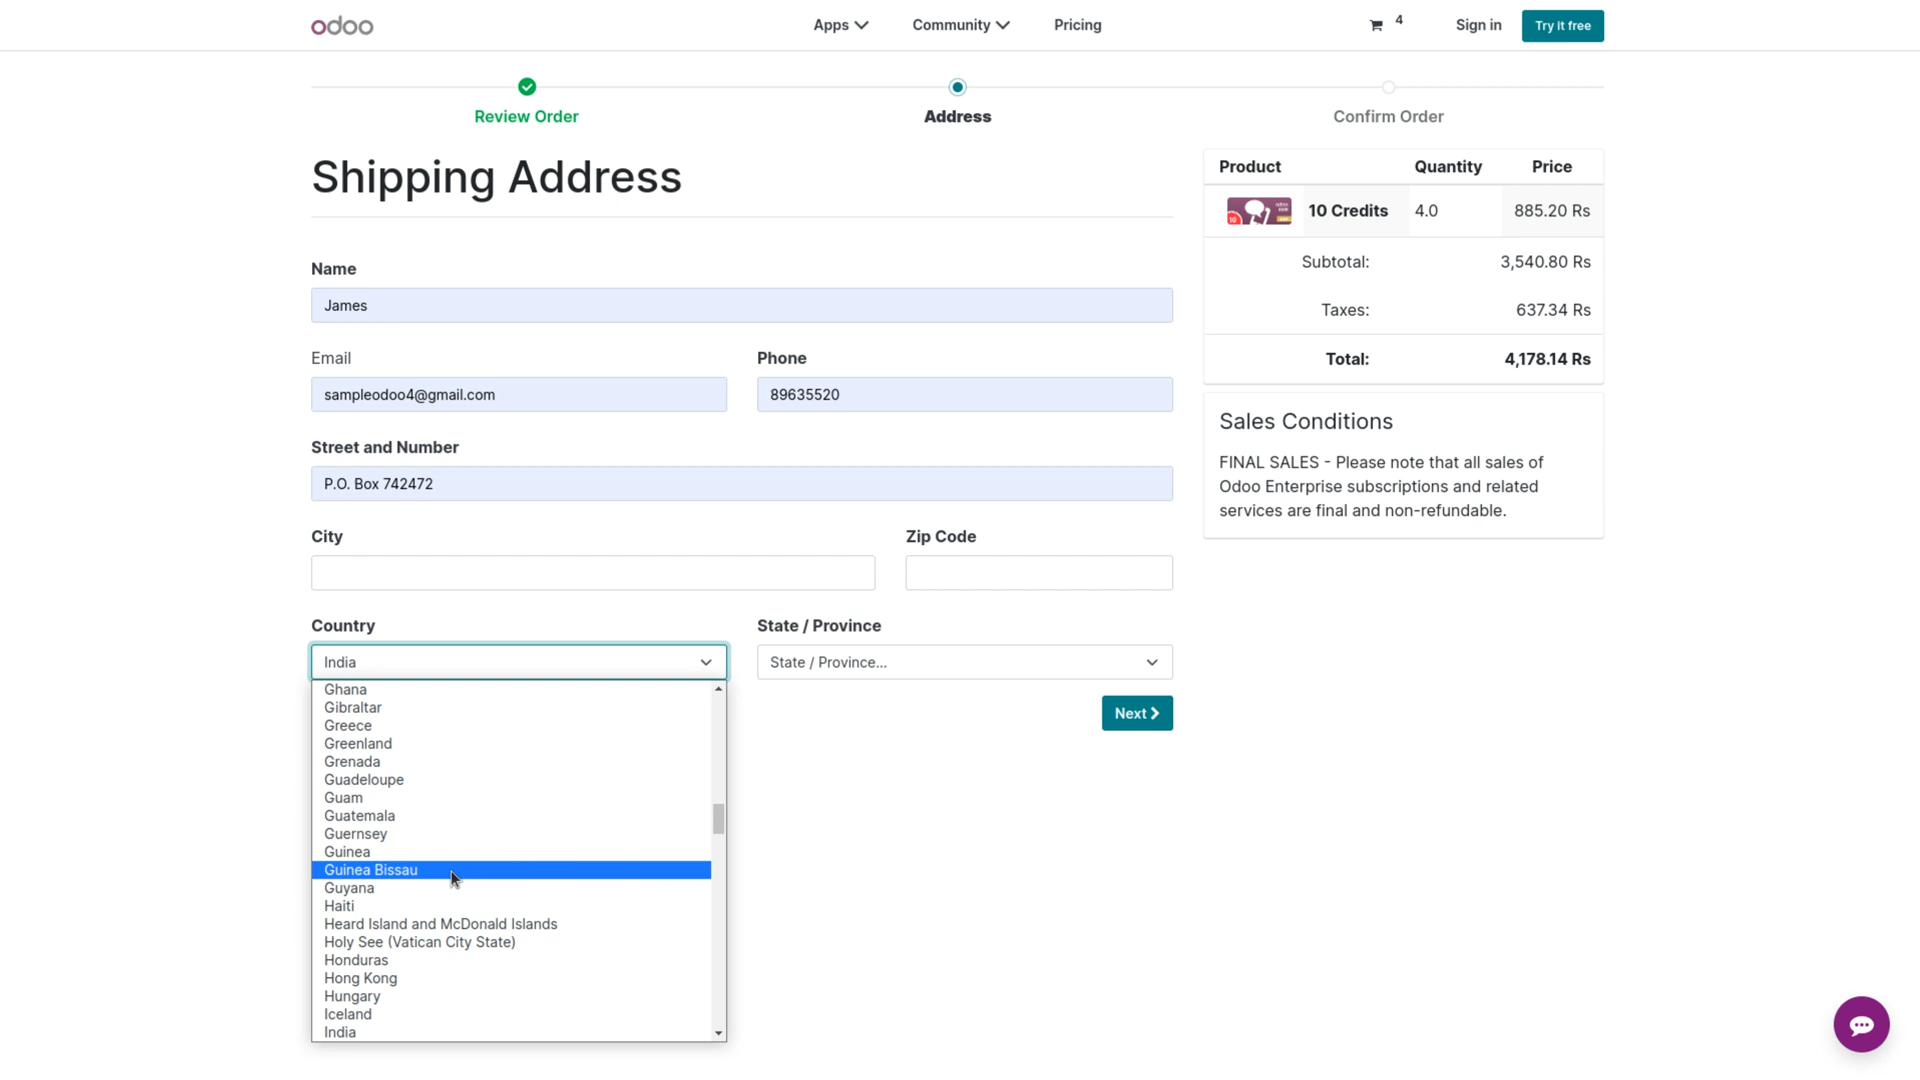 odoo
Apps
Community
Pricing
4
Sign in
Try it free
Review Order
Address
Confirm Order
Shipping Address
Name
James
Email
Phone
sampleodoo4@gmail.com
89635520
Street and Number
P.O. Box 742472
City
Zip Code
Country
State / Province
India
State / Province...
Ghana
Gibraltar
Greece
Greenland
Grenada
Guadeloupe
Guam
Guatemala
Guernsey
Guinea
Guinea Bissau
Guyana
Haiti
Heard Island and McDonald Islands
Holy See (Vatican City State)
Honduras
Hong Kong
Hungary
Iceland
India
Next
Product Quantity Price
10 Credits 4.0 885.20 Rs
Subtotal: 3,540.80 Rs
Taxes: 637.34 Rs
Total: 4,178.14 Rs
Sales Conditions
FINAL SALES - Please note that all sales of
Odoo Enterprise subscriptions and related
services are final and non-refundable.